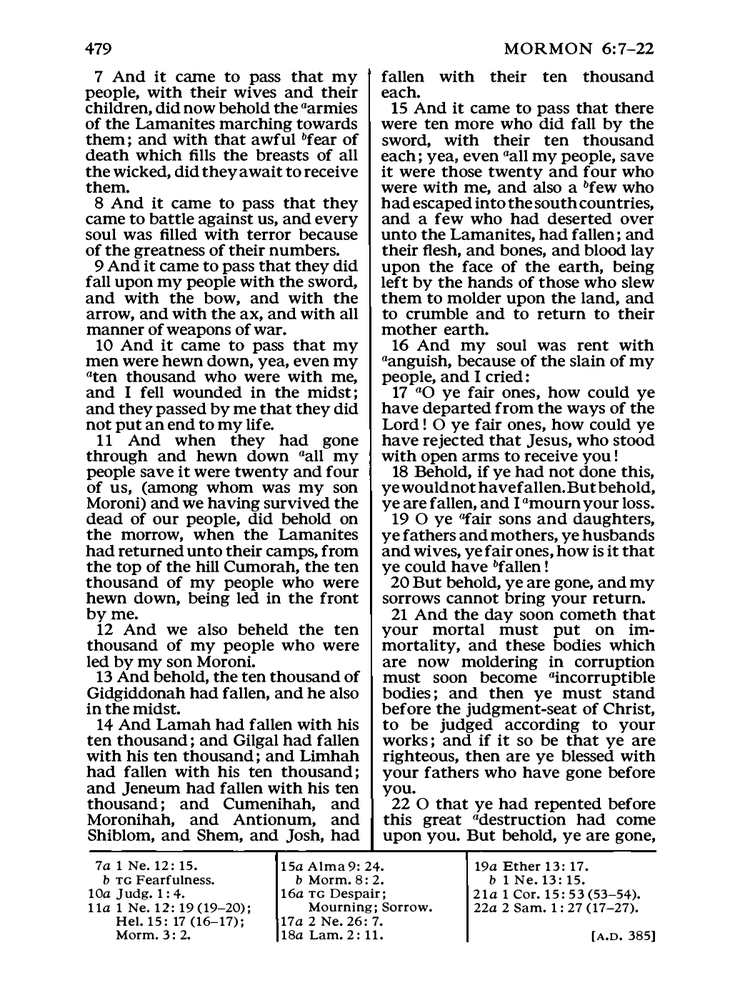 479
MORMON 6:7–22
7 And it came to pass that my
people, with their wives and their
children, did now behold the aarmies
of the Lamanites marching towards
them; and with that awful bfear of
death which fills the breasts of all
the wicked, did they await to receive
them.
8 And it came to pass that they
came to battle against us, and every
soul was filled with terror because
of the greatness of their numbers.
9 And it came to pass that they did
fall upon my people with the sword,
and with the bow, and with the
arrow, and with the ax, and with all
manner of weapons of war.
10 And it came to pass that my
men were hewn down, yea, even my
aten thousand who were with me,
and I fell wounded in the midst;
and they passed by me that they did
not put an end to my life.
11 And when they had gone
through and hewn down aall my
people save it were twenty and four
of us, (among whom was my son
Moroni) and we having survived the
dead of our people, did behold on
the morrow, when the Lamanites
had returned unto their camps, from
the top of the hill Cumorah, the ten
thousand of my people who were
hewn down, being led in the front
by me.
12 And we also beheld the ten
thousand of my people who were
led by my son Moroni.
13 And behold, the ten thousand of
Gidgiddonah had fallen, and he also
in the midst.
14 And Lamah had fallen with his
ten thousand; and Gilgal had fallen
with his ten thousand; and Limhah
had fallen with his ten thousand;
and Jeneum had fallen with his ten
thousand; and Cumenihah, and
Moronihah, and Antionum, and
Shiblom, and Shem, and Josh, had
fallen with their ten thousand
each.
15 And it came to pass that there
were ten more who did fall by the
sword, with their ten thousand
each; yea, even aall my people, save
it were those twenty and four who
were with me, and also a bfew who
had escaped into the south countries,
and a few who had deserted over
unto the Lamanites, had fallen; and
their flesh, and bones, and blood lay
upon the face of the earth, being
left by the hands of those who slew
them to molder upon the land, and
to crumble and to return to their
mother earth.
16 And my soul was rent with
aanguish, because of the slain of my
people, and I cried:
17 aO ye fair ones, how could ye
have departed from the ways of the
Lord! O ye fair ones, how could ye
have rejected that Jesus, who stood
with open arms to receive you!
18 Behold, if ye had not done this,
ye would not have fallen. But behold,
ye are fallen, and I amourn your loss.
19 O ye afair sons and daughters,
ye fathers and mothers, ye husbands
and wives, ye fair ones, how is it that
ye could have bfallen!
20 But behold, ye are gone, and my
sorrows cannot bring your return.
21 And the day soon cometh that
your mortal must put on im-
mortality, and these bodies which
are now moldering in corruption
must soon become aincorruptible
bodies; and then ye must stand
before the judgment-seat of Christ,
to be judged according to your
works; and if it so be that ye are
righteous, then are ye blessed with
your fathers who have gone before
you.
22 O that ye had repented before
this great adestruction had come
upon you. But behold, ye are gone,
7a 1 Ne. 12: 15.
b TG Fearfulness.
10a Judg. 1: 4.
11a 1 Ne. 12: 19 (19–20);
Hel. 15: 17 (16–17);
Morm. 3: 2.
15a Alma 9: 24.
b Morm. 8: 2.
16a TG Despair;
Mourning; Sorrow.
17a 2 Ne. 26: 7.
18a Lam. 2: 11.
19a Ether 13: 17.
b 1 Ne. 13: 15.
21a 1 Cor. 15: 53 (53–54).
22a 2 Sam. 1: 27 (17–27).
[A.D. 385]